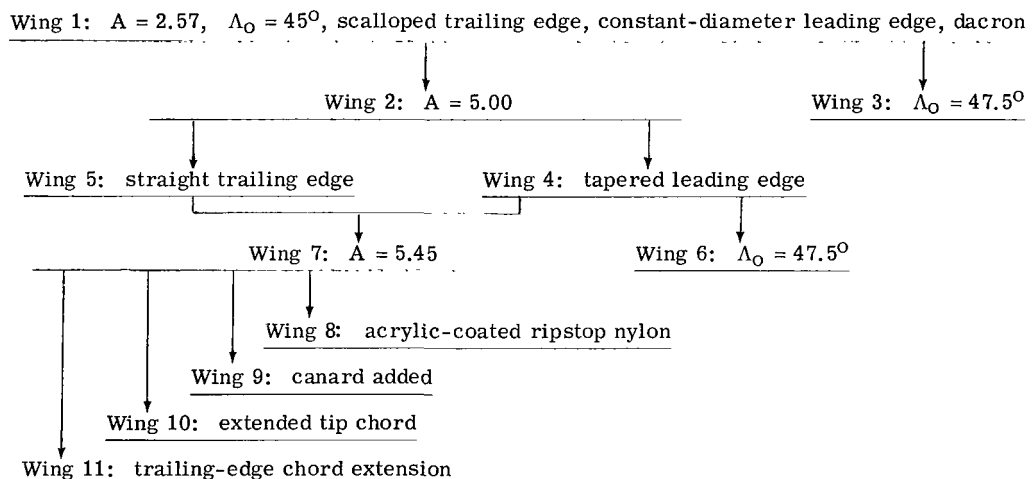 Wing 1: A = 2.57, Λo = 45°, scalloped trailing edge, constant-diameter leading edge, dacron
Wing 2: A = 5.00
Wing 3: Λo = 47.5°
Wing 5: straight trailing edge
Wing 4: tapered leading edge
Wing 7: A = 5.45
Wing 6: Λo = 47.5°
Wing 8: acrylic-coated ripstop nylon
Wing 9: canard added
Wing 10: extended tip chord
Wing 11: trailing-edge chord extension